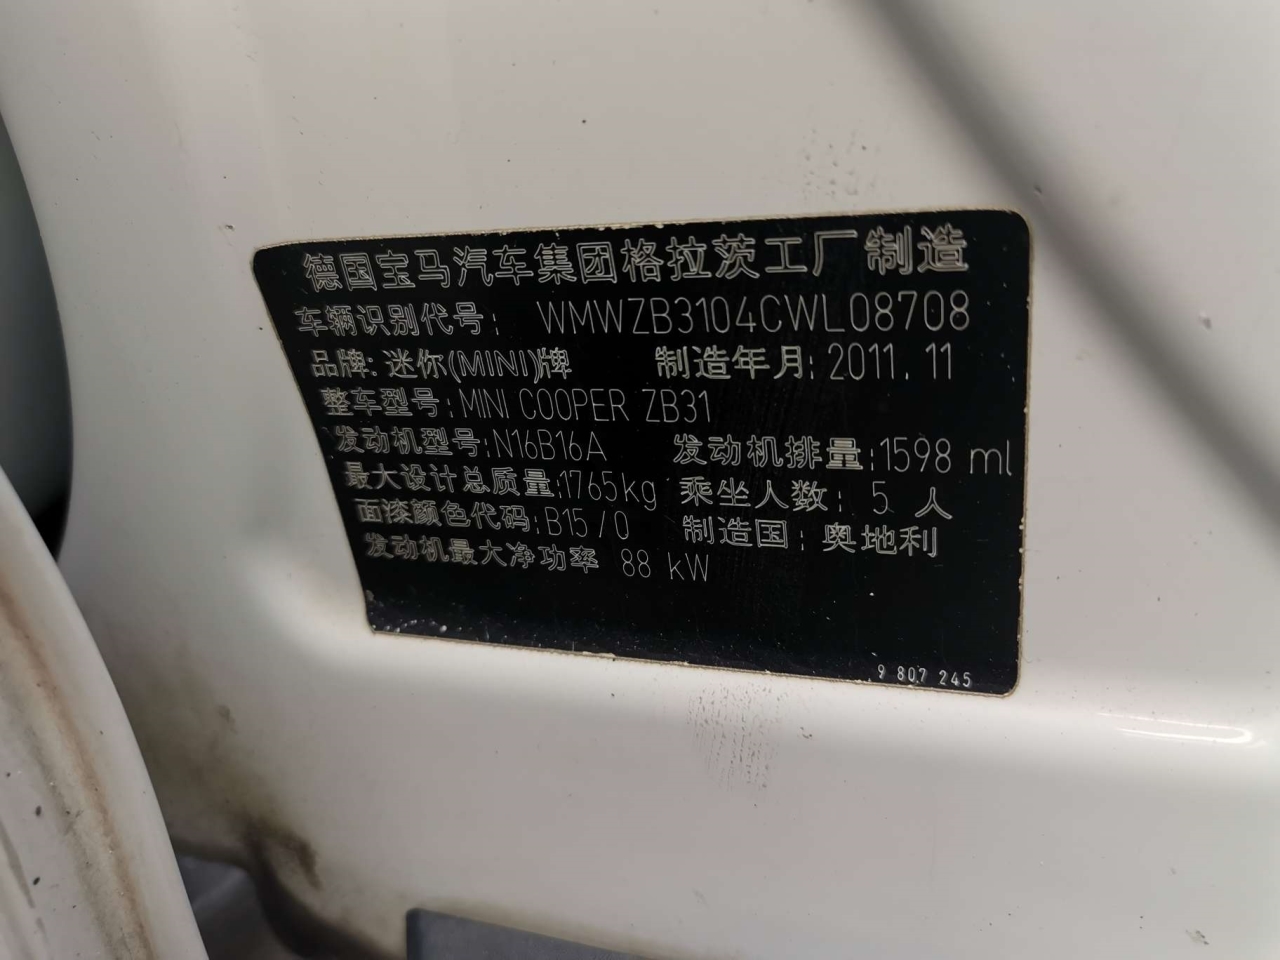 德国宝马汽车集团格拉茨工厂 制造
车辆识别代号: WMWZB3104CWL08708
品牌: 迷你(MINI)牌 制造年月: 2011.11
整车型号: MINI COOPER ZB31
发动机型号: N16B16A 发动机排量: 1598 ml
最大设计总质量: 1765kg 乘坐人数: 5 人
面漆颜色代码: B15/0 制造国: 奥地利
发动机最大净功率 88 kW
9 807 245